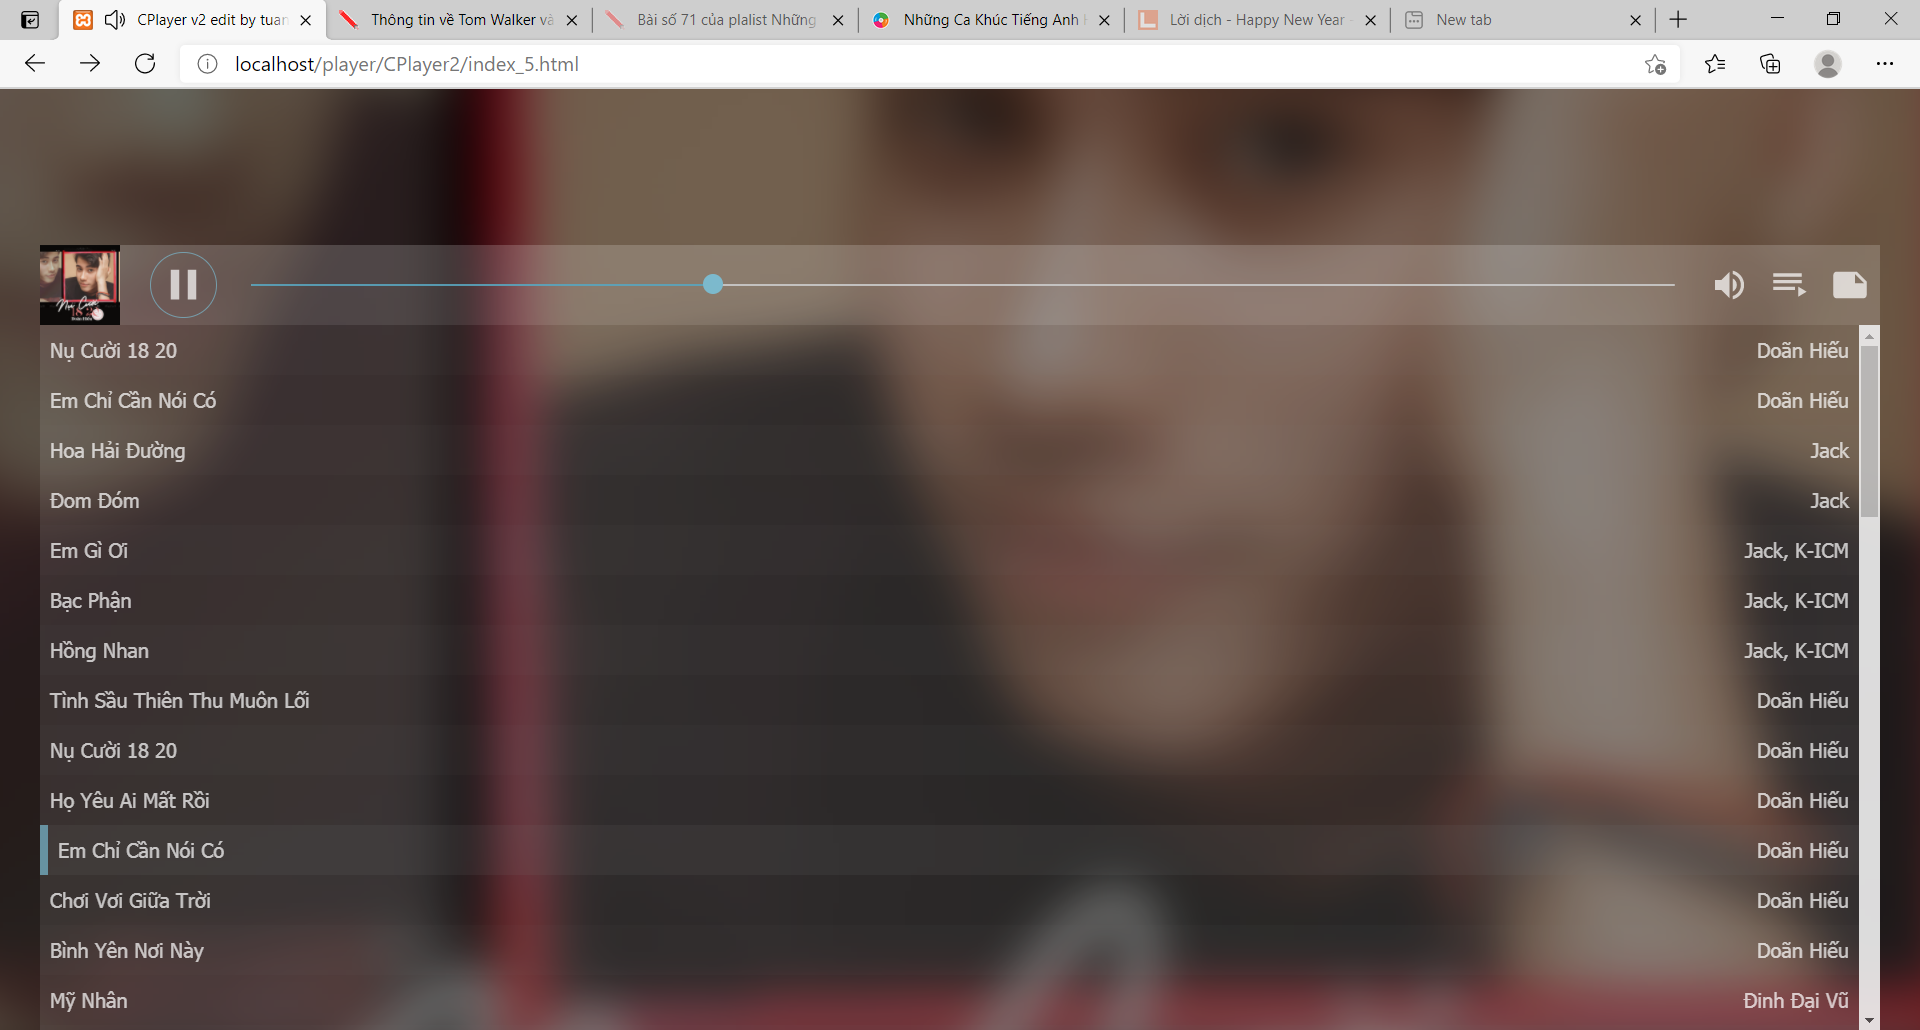 CPlayer v2 edit by tuan
Thông tin về Tom Walker và
Bài số 71 của plalist Những
Những Ca Khúc Tiếng Anh
Lời dịch - Happy New Year -
New tab
localhost/player/CPlayer2/index_5.html
Nụ Cười 18 20 Doãn Hiếu
Em Chỉ Cần Nói Có Doãn Hiếu
Hoa Hải Đường Jack
Đom Đóm Jack
Em Gì Ơi Jack, K-ICM
Bạc Phận Jack, K-ICM
Hồng Nhan Jack, K-ICM
Tình Sầu Thiên Thu Muôn Lối Doãn Hiếu
Nụ Cười 18 20 Doãn Hiếu
Họ Yêu Ai Mất Rồi Doãn Hiếu
Em Chỉ Cần Nói Có Doãn Hiếu
Chơi Vơi Giữa Trời Doãn Hiếu
Bình Yên Nơi Này Doãn Hiếu
Mỹ Nhân Đinh Đại Vũ